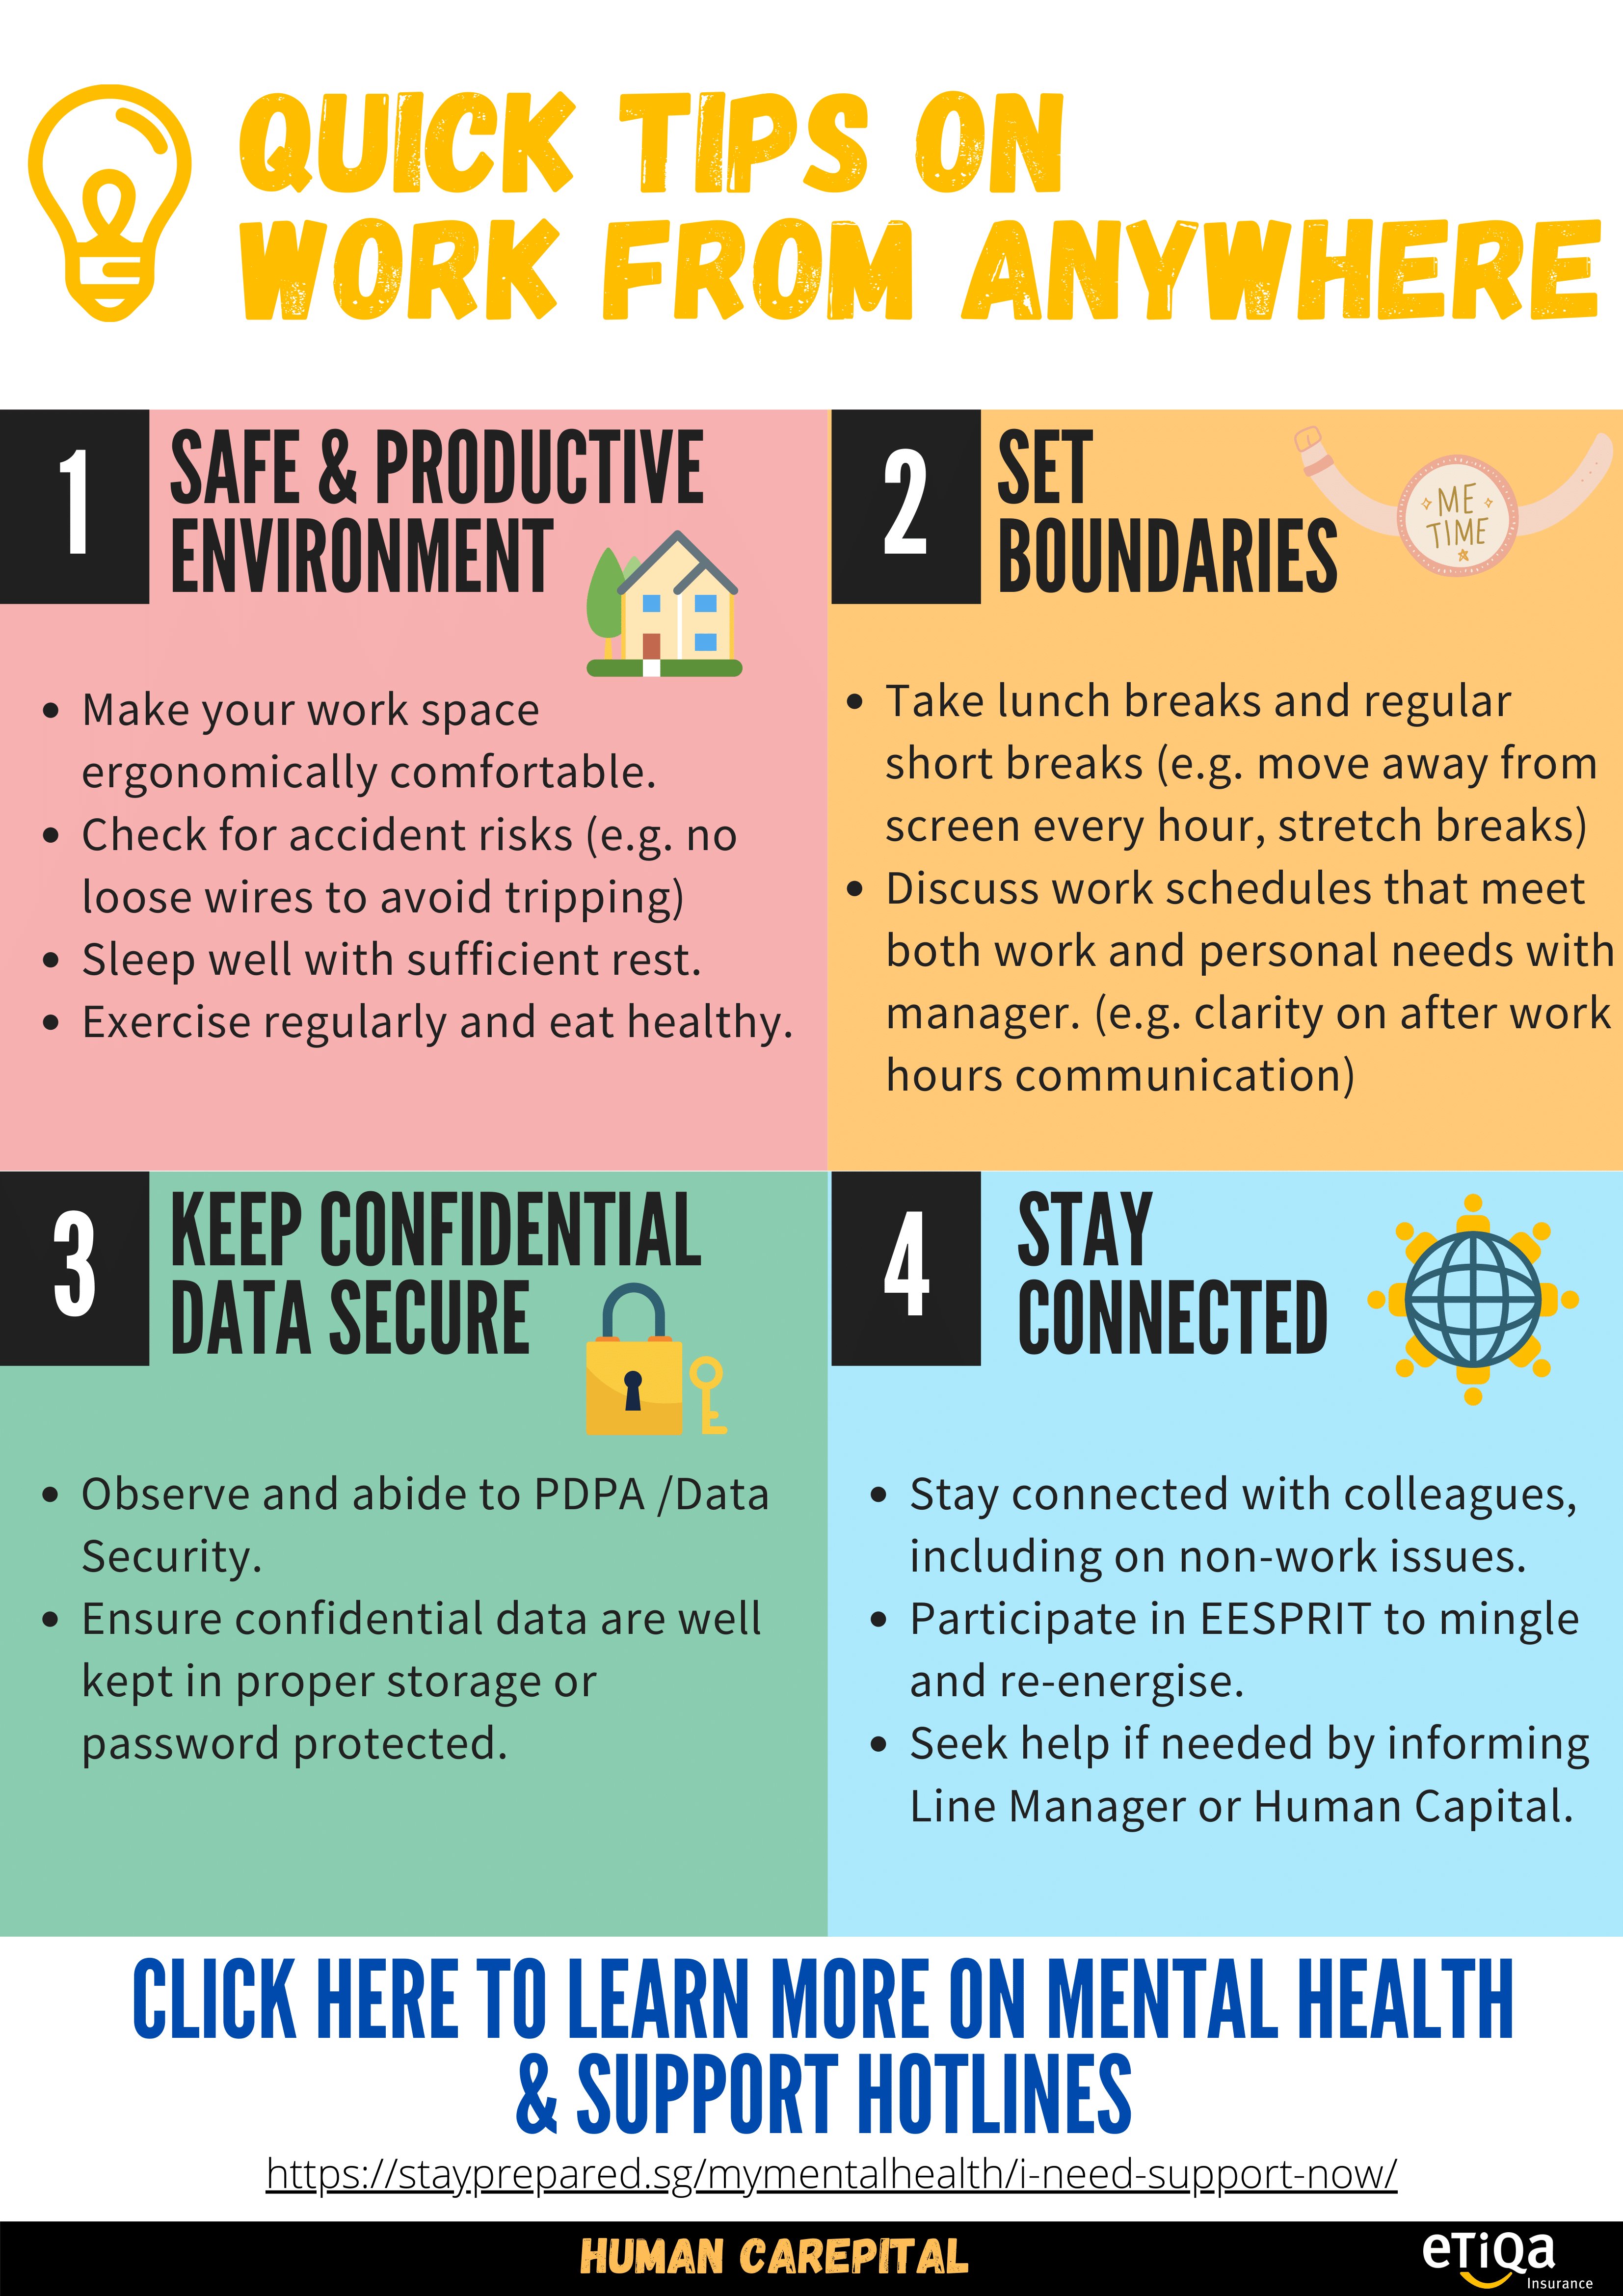 QUICK TIPS ON
WORK FROM ANYWHERE
1
SAFE & PRODUCTIVE
ENVIRONMENT
• Make your work space
ergonomically comfortable.
• Check for accident risks (e.g. no
loose wires to avoid tripping)
• Sleep well with sufficient rest.
• Exercise regularly and eat healthy.
2
SET
BOUNDARIES
ME
TIME
• Take lunch breaks and regular
short breaks (e.g. move away from
screen every hour, stretch breaks)
• Discuss work schedules that meet
both work and personal needs with
manager. (e.g. clarity on after work
hours communication)
3
KEEP CONFIDENTIAL
DATA SECURE
• Observe and abide to PDPA /Data
Security.
• Ensure confidential data are well
kept in proper storage or
password protected.
4
STAY
CONNECTED
• Stay connected with colleagues,
including on non-work issues.
• Participate in EESPRIT to mingle
and re-energise.
• Seek help if needed by informing
Line Manager or Human Capital.
CLICK HERE TO LEARN MORE ON MENTAL HEALTH
& SUPPORT HOTLINES
https://stayprepared.sg/mymentalhealth/i-need-support-now/
HUMAN CAREPITAL
eTiQa
Insurance